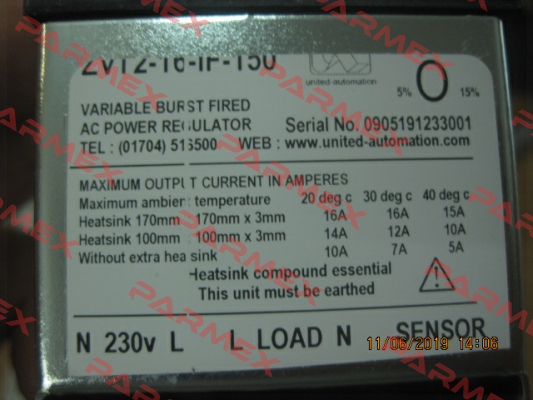 ZVT2-16-IF-150
united-automation
5% 0 15%
VARIABLE BURST FIRED
AC POWER REGULATOR
Serial No. 0905191233001
TEL : (01704) 516500 WEB : www.united-automation.com
MAXIMUM OUTPUT CURRENT IN AMPERES
Maximum ambient temperature 20 deg c 30 deg c 40 deg c
Heatsink 170mm 170mm x 3mm 16A 16A 15A
Heatsink 100mm 100mm x 3mm 14A 12A 10A
Without extra heatsink 10A 7A 5A
Heatsink compound essential
This unit must be earthed
N 230v L L LOAD N SENSOR
11/06/2019 14:06
PARMEX